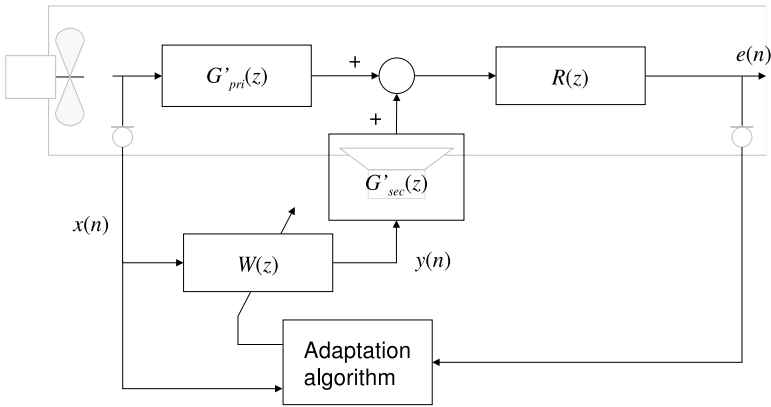 e(n)
+
G'pri(z)
R(z)
+
G'sec(z)
x(n)
W(z)
y(n)
Adaptation
algorithm